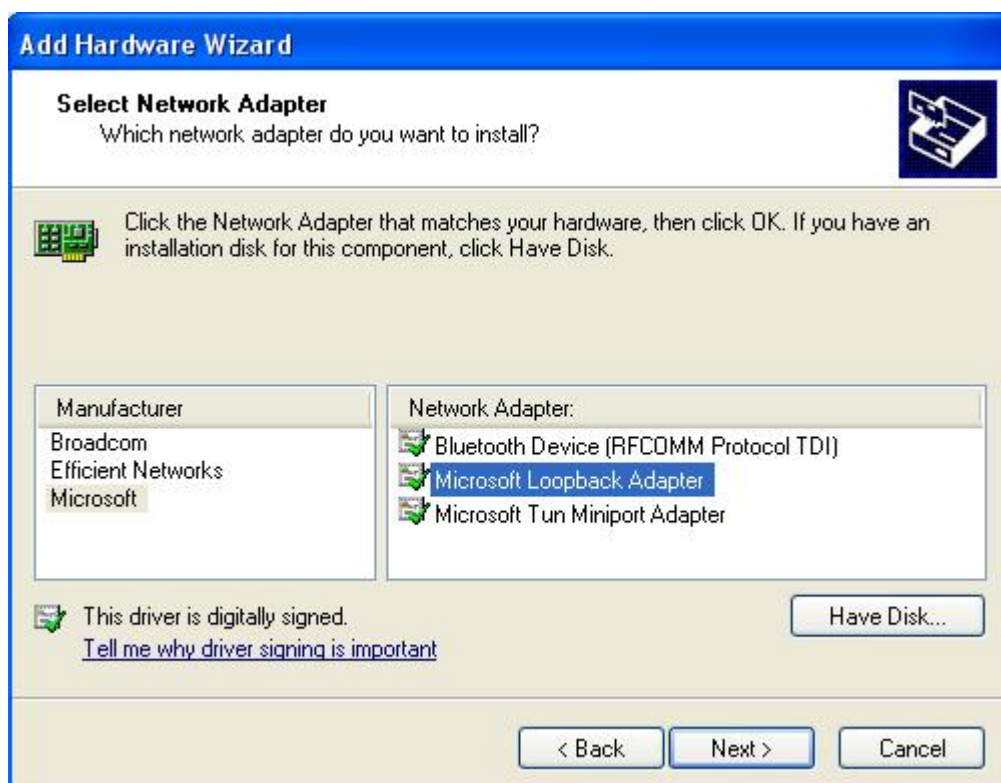 Add Hardware Wizard
Select Network Adapter
Which network adapter do you want to install?
Click the Network Adapter that matches your hardware, then click OK. If you have an
installation disk for this component, click Have Disk.
Manufacturer
Broadcom
Efficient Networks
Microsoft
Network Adapter:
Bluetooth Device (RFCOMM Protocol TDI)
Microsoft Loopback Adapter
Microsoft Tun Miniport Adapter
This driver is digitally signed.
Tell me why driver signing is important
Have Disk...
< Back
Next >
Cancel